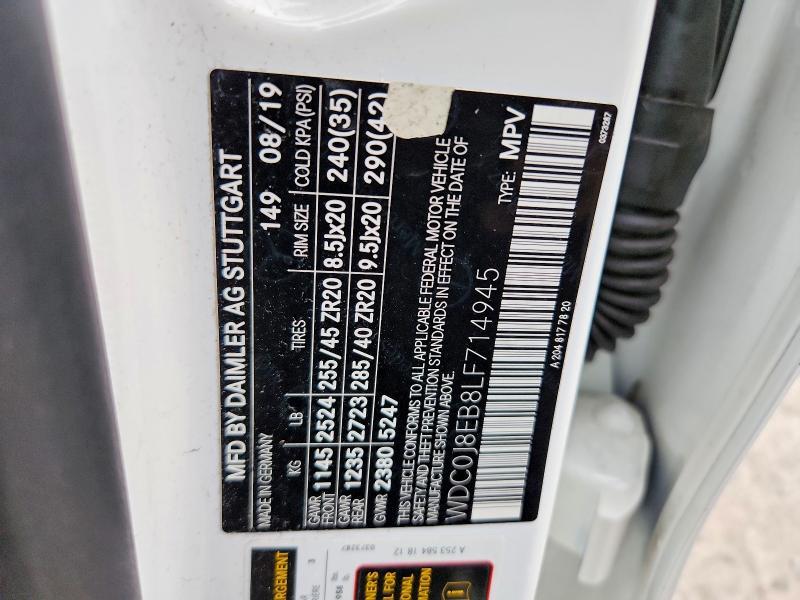 MFD BY DAIMLER AG STUTTGART
MADE IN GERMANY 149 08/19
KG LB TIRES RIM SIZE COLD KPA (PSI)
GAWR FRONT 1145 2524 255/45 ZR20 8.5Jx20 240(35)
GAWR REAR 1235 2723 285/40 ZR20 9.5Jx20 290(42)
GVWR 2380 5247
THIS VEHICLE CONFORMS TO ALL APPLICABLE FEDERAL MOTOR VEHICLE
SAFETY AND THEFT PREVENTION STANDARDS IN EFFECT ON THE DATE OF
MANUFACTURE SHOWN ABOVE.
WDC0J8EB8LF714945 TYPE: MPV
A 204 817 78 20 0373287
A 253 584 18 12
0373287
3